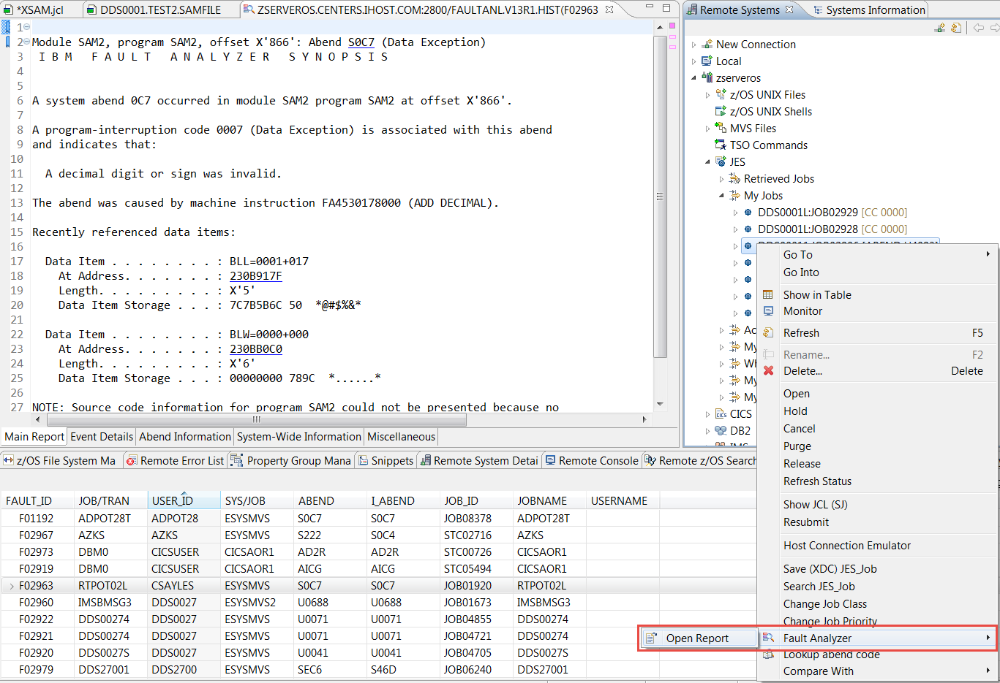 *XSAM.jcl
DDS0001.TEST2.SAMFILE
ZSERVEROS.CENTERS.IHOST.COM:2800/FAULTANL.V13R1.HIST(F02963
1
2 Module SAM2, program SAM2, offset X'866': Abend S0C7 (Data Exception)
3 I B M F A U L T A N A L Y Z E R S Y N O P S I S
4
5
6 A system abend 0C7 occurred in module SAM2 program SAM2 at offset X'866'.
7
8 A program-interruption code 0007 (Data Exception) is associated with this abend
9 and indicates that:
10
11 A decimal digit or sign was invalid.
12
13 The abend was caused by machine instruction FA4530178000 (ADD DECIMAL).
14
15 Recently referenced data items:
16
17 Data Item . . . . . . . . : BLL=0001+017
18 At Address. . . . . . . : 230B917F
19 Length. . . . . . . . . : X'5'
20 Data Item Storage . . . : 7C7B5B6C 50 *@#$%&*
21
22 Data Item . . . . . . . . : BLW=0000+000
23 At Address. . . . . . . : 230BB0C0
24 Length. . . . . . . . . : X'6'
25 Data Item Storage . . . : 00000000 789C *......*
26
27 NOTE: Source code information for program SAM2 could not be presented because no
Main Report
Event Details
Abend Information
System-Wide Information
Miscellaneous
Remote Systems
Systems Information
New Connection
Local
zserveros
z/OS UNIX Files
z/OS UNIX Shells
MVS Files
TSO Commands
JES
Retrieved Jobs
My Jobs
DDS0001L:JOB02929 [CC 0000]
DDS0001L:JOB02928 [CC 0000]
Ac
My
Wh
My
My
CICS
DB2
IMS
Go To
Go Into
Show in Table
Monitor
Refresh F5
Rename... F2
Delete... Delete
Open
Hold
Cancel
Purge
Release
Refresh Status
Show JCL (SJ)
Resubmit
Host Connection Emulator
Save (XDC) JES_Job
Search JES_Job
Change Job Class
Change Job Priority
Fault Analyzer
Open Report
Lookup abend code
Compare With
z/OS File System Ma
Remote Error List
Property Group Mana
Snippets
Remote System Detai
Remote Console
Remote z/OS Search
FAULT_ID JOB/TRAN USER_ID SYS/JOB ABEND I_ABEND JOB_ID JOBNAME USERNAME
F01192 ADPOT28T ADPOT28 ESYSMVS S0C7 S0C7 JOB08378 ADPOT28T
F02967 AZKS AZKS ESYSMVS S222 S0C4 STC02716 AZKS
F02973 DBM0 CICSUSER CICSAOR1 AD2R AD2R STC00726 CICSAOR1
F02919 DBM0 CICSUSER CICSAOR1 AICG AICG STC05494 CICSAOR1
F02963 RTPOT02L CSAYLES ESYSMVS S0C7 S0C7 JOB01920 RTPOT02L
F02960 IMSBMSG3 DDS0027 ESYSMVS2 U0688 U0688 JOB01673 IMSBMSG3
F02922 DDS00274 DDS0027 ESYSMVS U0071 U0071 JOB04855 DDS00274
F02921 DDS00274 DDS0027 ESYSMVS U0071 U0071 JOB04721 DDS00274
F02920 DDS0027S DDS0027 ESYSMVS U0041 U0041 JOB04705 DDS0027S
F02979 DDS27001 DDS2700 ESYSMVS SEC6 S46D JOB06240 DDS27001